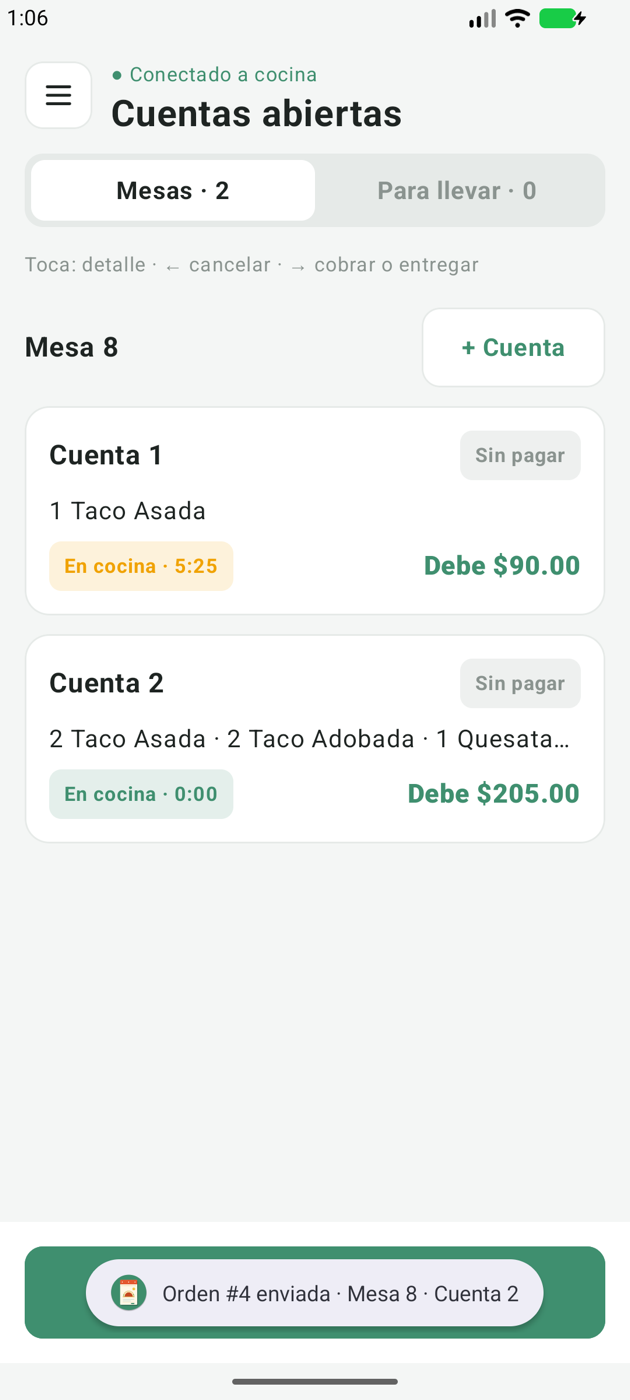 1:06
● Conectado a cocina
Cuentas abiertas
Mesas · 2
Para llevar · 0
Toca: detalle · ← cancelar · → cobrar o entregar
Mesa 8
+ Cuenta
Cuenta 1
Sin pagar
1 Taco Asada
En cocina · 5:25
Debe $90.00
Cuenta 2
Sin pagar
2 Taco Asada · 2 Taco Adobada · 1 Quesata…
En cocina · 0:00
Debe $205.00
Orden #4 enviada · Mesa 8 · Cuenta 2